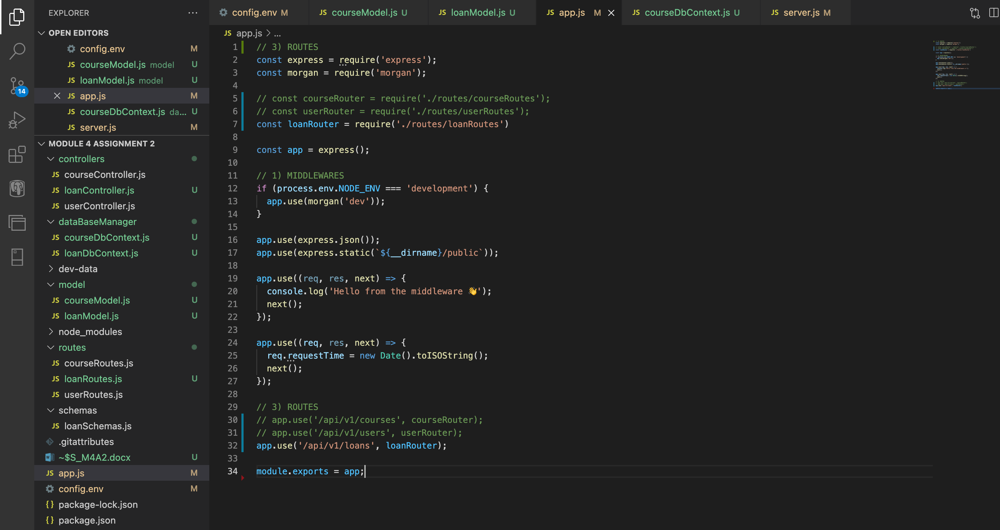 EXPLORER
OPEN EDITORS
config.env M
JS courseModel.js model U
JS loanModel.js model U
JS app.js M
JS courseDbContext.js da... U
JS server.js M
MODULE 4 ASSIGNMENT 2
controllers
JS courseController.js
JS loanController.js U
JS userController.js
dataBaseManager
JS courseDbContext.js U
JS loanDbContext.js U
dev-data
model
JS courseModel.js U
JS loanModel.js U
node_modules
routes
JS courseRoutes.js
JS loanRoutes.js U
JS userRoutes.js
schemas
JS loanSchemas.js
.gitattributes
~$S_M4A2.docx U
JS app.js M
config.env M
{} package-lock.json
{} package.json
14
config.env M JS courseModel.js U JS loanModel.js U JS app.js M JS courseDbContext.js U JS server.js M
JS app.js > ...
1 // 3) ROUTES
2 const express = require('express');
3 const morgan = require('morgan');
4
5 // const courseRouter = require('./routes/courseRoutes');
6 // const userRouter = require('./routes/userRoutes');
7 const loanRouter = require('./routes/loanRoutes')
8
9 const app = express();
10
11 // 1) MIDDLEWARES
12 if (process.env.NODE_ENV === 'development') {
13 app.use(morgan('dev'));
14 }
15
16 app.use(express.json());
17 app.use(express.static(`${__dirname}/public`));
18
19 app.use((req, res, next) => {
20 console.log('Hello from the middleware 👋');
21 next();
22 });
23
24 app.use((req, res, next) => {
25 req.requestTime = new Date().toISOString();
26 next();
27 });
28
29 // 3) ROUTES
30 // app.use('/api/v1/courses', courseRouter);
31 // app.use('/api/v1/users', userRouter);
32 app.use('/api/v1/loans', loanRouter);
33
34 module.exports = app;